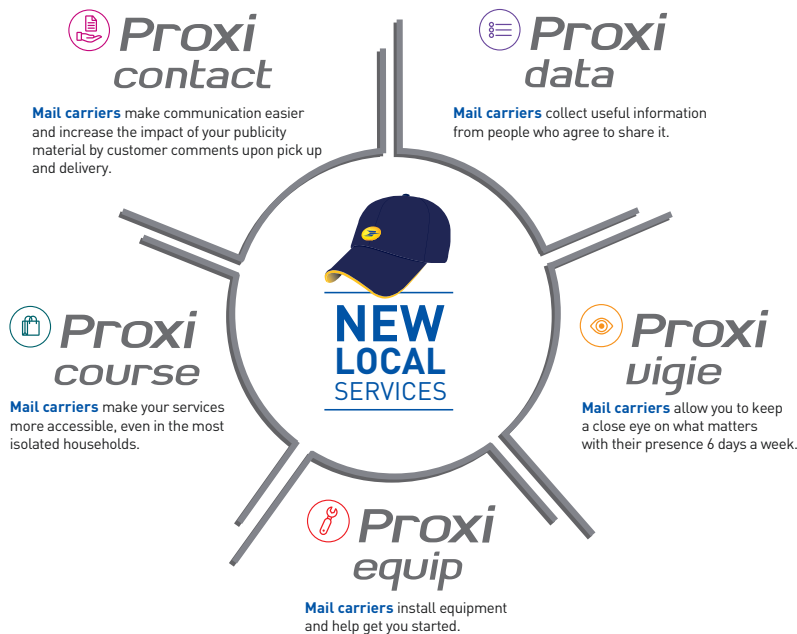 Proxi
contact
Mail carriers make communication easier
and increase the impact of your publicity
material by customer comments upon pick up
and delivery.
Proxi
data
Mail carriers collect useful information
from people who agree to share it.
Proxi
course
Mail carriers make your services
more accessible, even in the most
isolated households.
NEW
LOCAL
SERVICES
Proxi
vigie
Mail carriers allow you to keep
a close eye on what matters
with their presence 6 days a week.
Proxi
equip
Mail carriers install equipment
and help get you started.